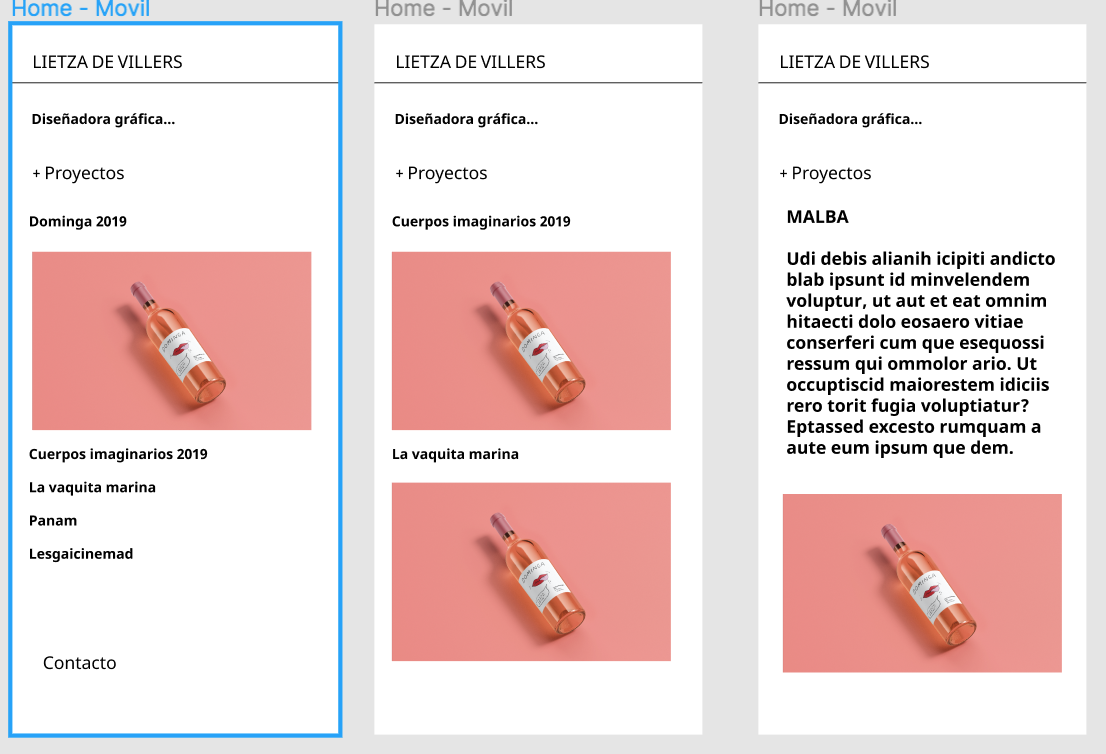 Home - Movil
LIETZA DE VILLERS
Diseñadora gráfica...
+ Proyectos
Dominga 2019
DOMINGA
Cuerpos imaginarios 2019
La vaquita marina
Panam
Lesgaicinemad
Contacto
Home - Movil
LIETZA DE VILLERS
Diseñadora gráfica...
+ Proyectos
Cuerpos imaginarios 2019
DOMINGA
La vaquita marina
DOMINGA
Home - Movil
LIETZA DE VILLERS
Diseñadora gráfica...
+ Proyectos
MALBA
Udi debis alianih icipiti andicto
blab ipsunt id minvelendem
voluptur, ut aut et eat omnim
hitaecti dolo eosaero vitiae
conserferi cum que esequossi
ressum qui ommolor ario. Ut
occuptiscid maiorestem idiciis
rero torit fugia voluptiatur?
Eptassed excesto rumquam a
aute eum ipsum que dem.
DOMINGA